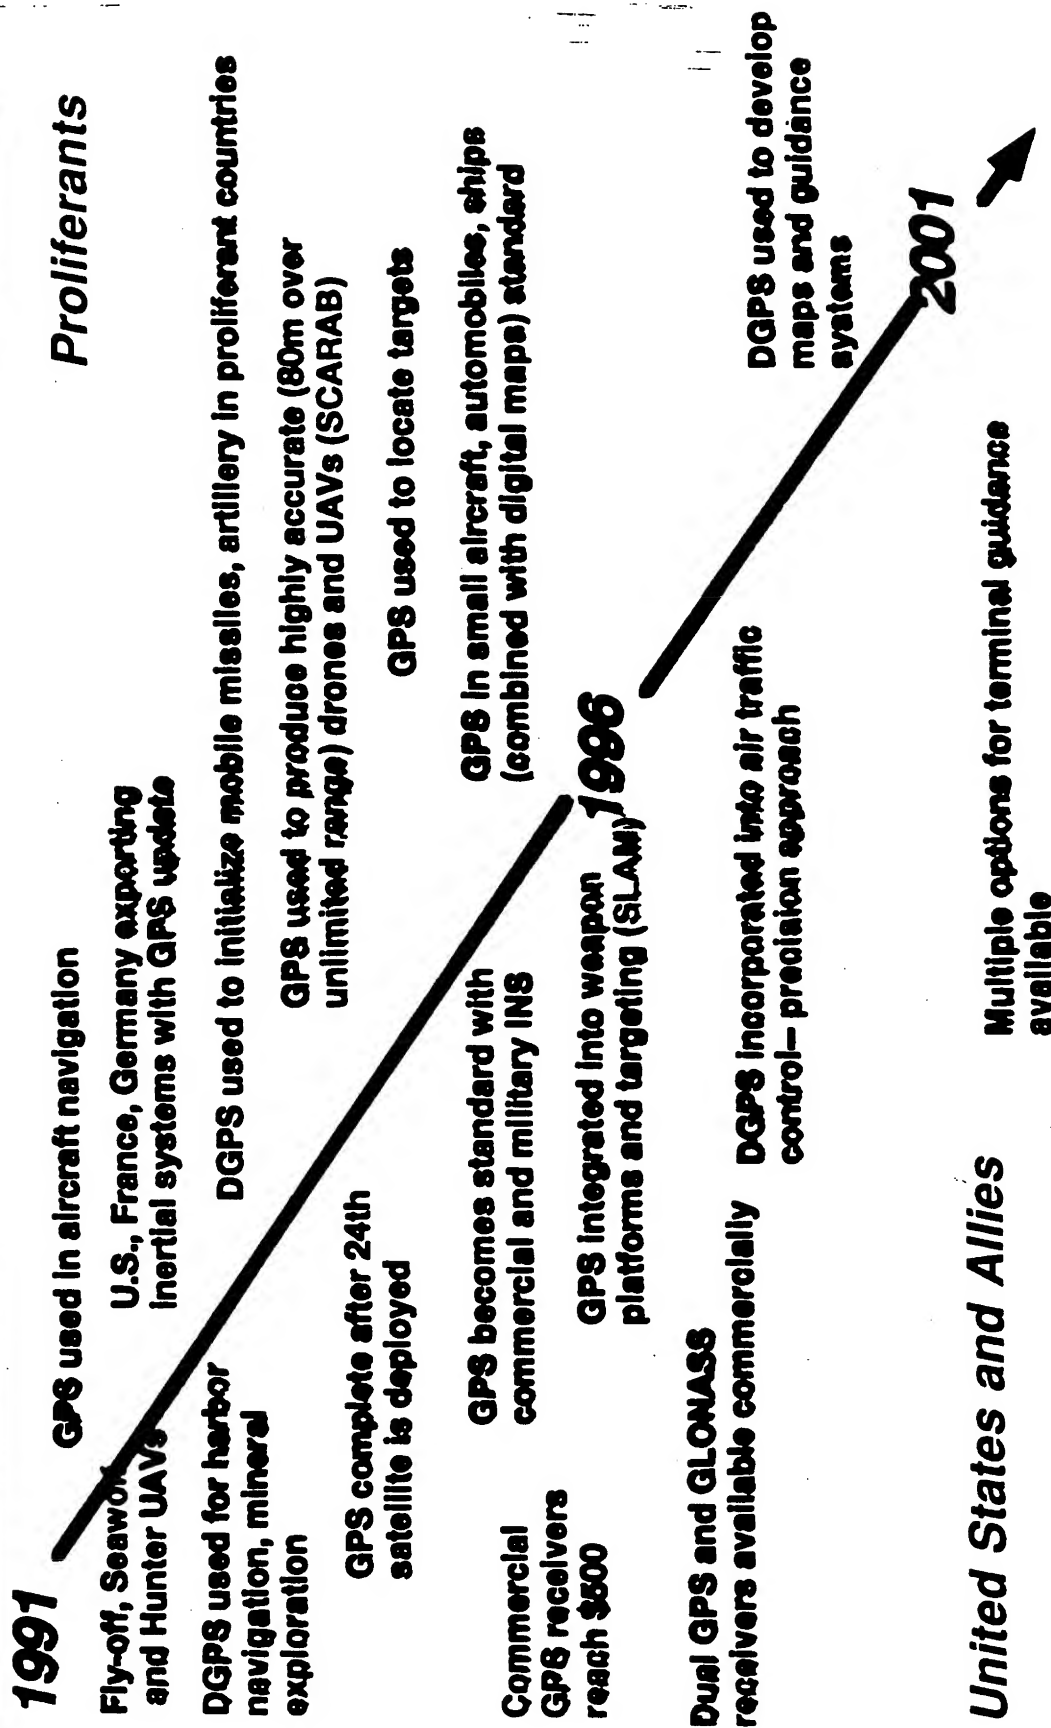 1991
Proliferants
GPS used in aircraft navigation
Fly-off,
and Hunter UAVs
U.S., France, Germany exporting
inertial systems with GPS update
DGPS used for harbor
navigation, mineral
exploration
DGPS used to initialize mobile missiles, artillery in proliferant countries
GPS used to produce highly accurate (80m over
unlimited range) drones and UAVs (SCARAB)
GPS complete after 24th
satellite is deployed
GPS used to locate targets
GPS becomes standard with
commercial and military INS
GPS in small aircraft, automobiles, ships
(combined with digital maps) standard
Commercial
GPS receivers
reach $500
GPS integrated into weapon
platforms and targeting (SLAM)
1996
Dual GPS and GLONASS
receivers available commercially
DGPS incorporated into air traffic
control— precision approach
DGPS used to develop
maps and guidance
systems
2001
United States and Allies
Multiple options for terminal guidance
available